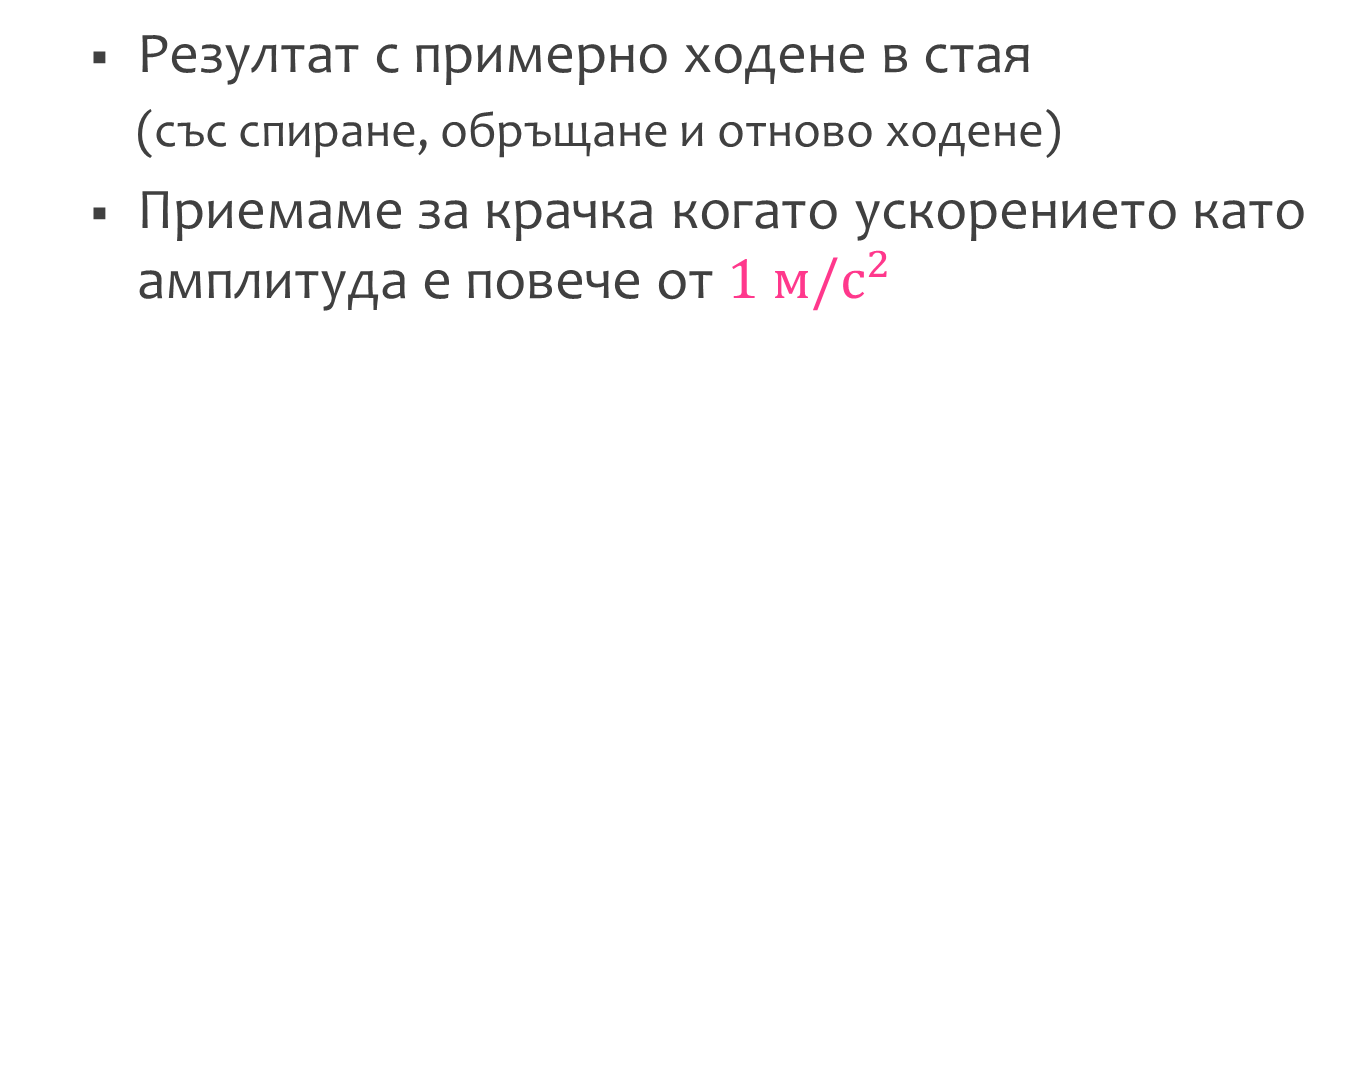 ▪ Резултат с примерно ходене в стая
(със спиране, обръщане и отново ходене)
▪ Приемаме за крачка когато ускорението като
амплитуда е повече от 1 м/с²